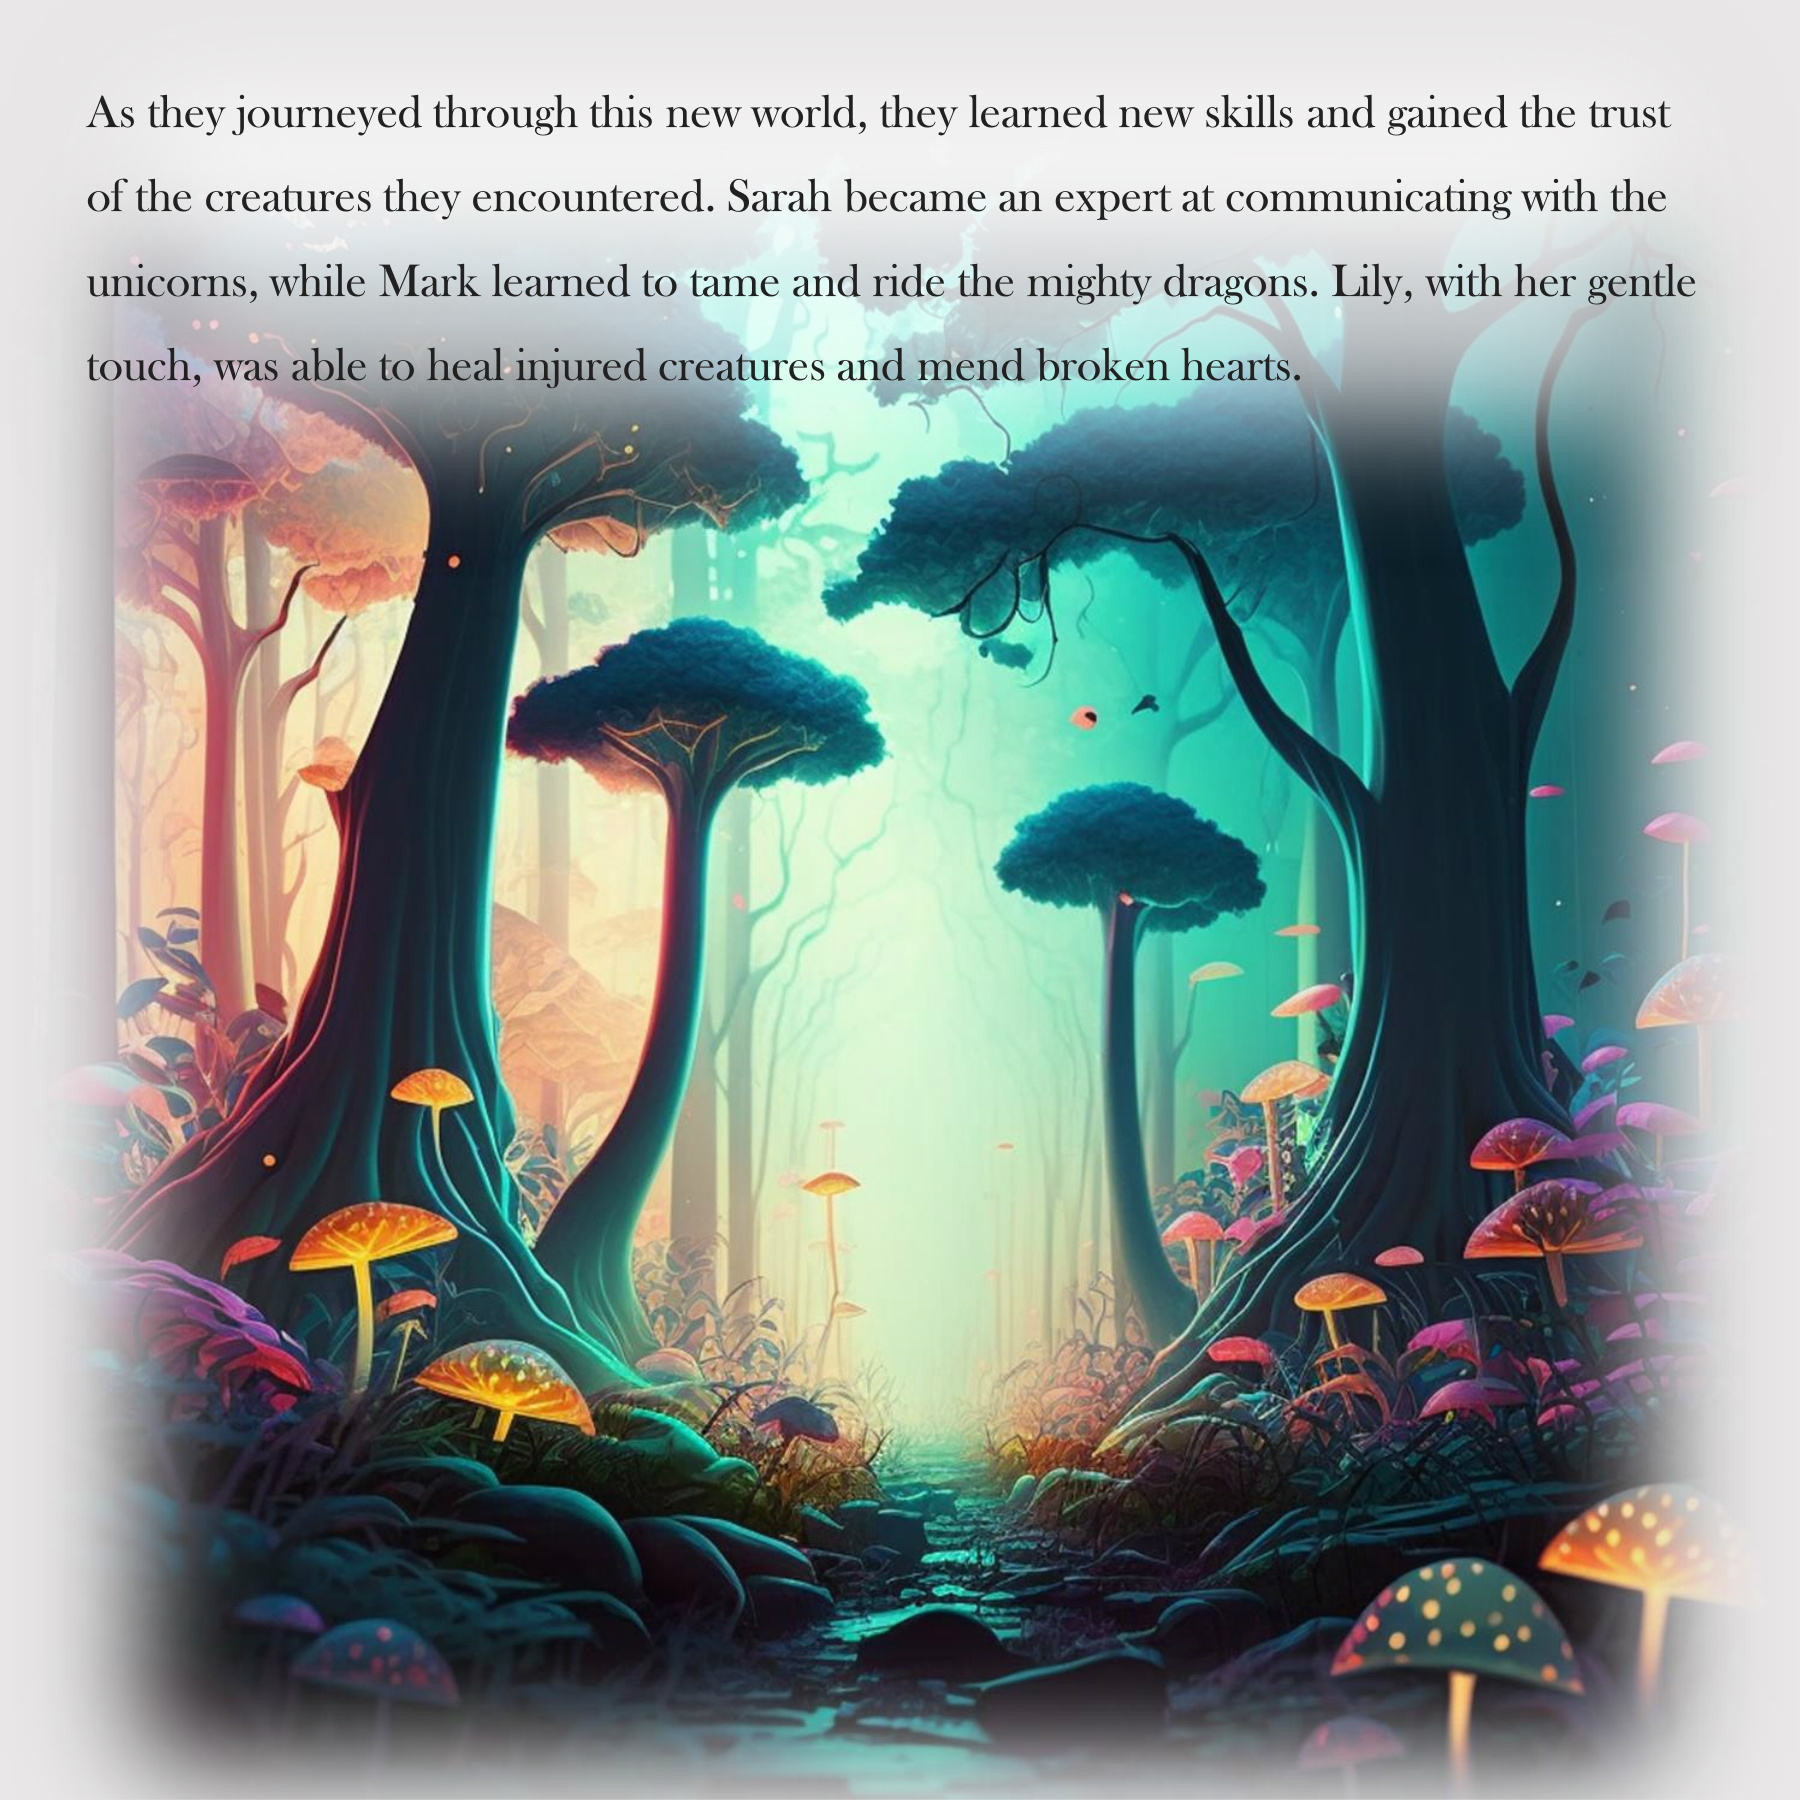 As they journeyed through this new world, they learned new skills and gained the trust
of the creatures they encountered. Sarah became an expert at communicating with the
unicorns, while Mark learned to tame and ride the mighty dragons. Lily, with her gentle
touch, was able to heal injured creatures and mend broken hearts.